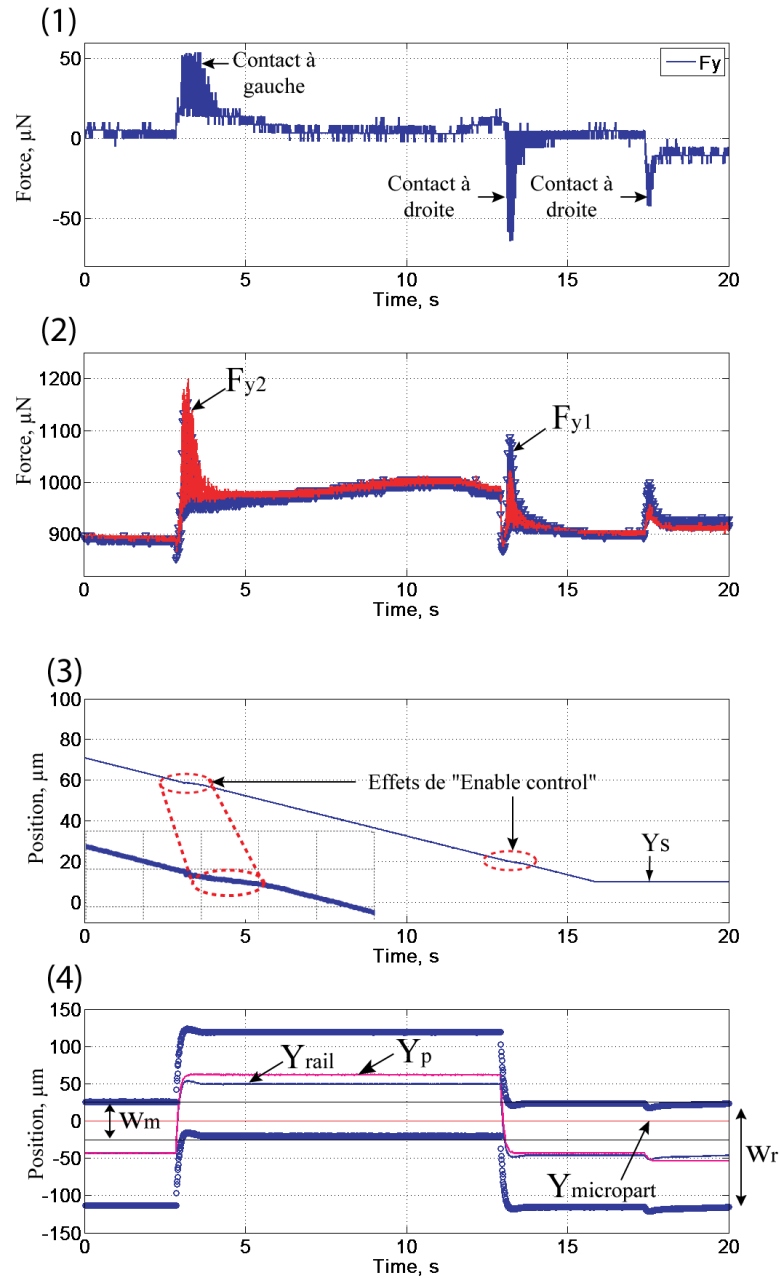 (1)
50
0
-50
Force, µN
Contact à
gauche
Fy
Contact à
droite
Contact à
droite
0
5
10
15
20
Time, s
(2)
1200
1100
1000
900
Force, µN
Fy2
Fy1
0
5
10
15
20
Time, s
(3)
100
80
60
40
20
0
Position, µm
Effets de "Enable control"
Ys
0
5
10
15
20
Time, s
(4)
150
100
50
0
-50
-100
-150
Position, µm
Yrail
Yp
Wm
Wr
Ymicropart
0
5
10
15
20
Time, s